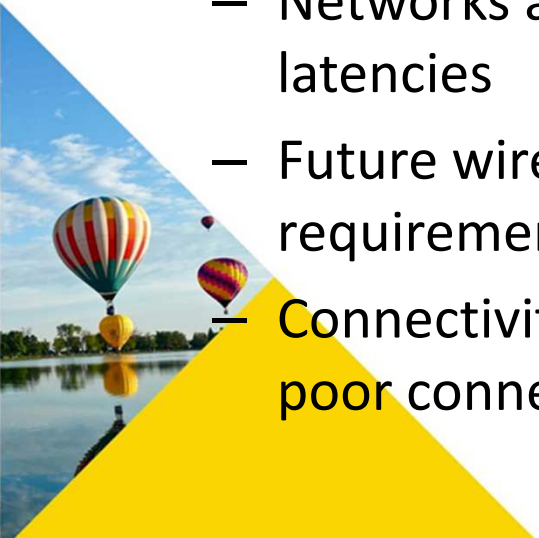 – Networks a
latencies
– Future wire
requiremen
– Connectivit
poor conne